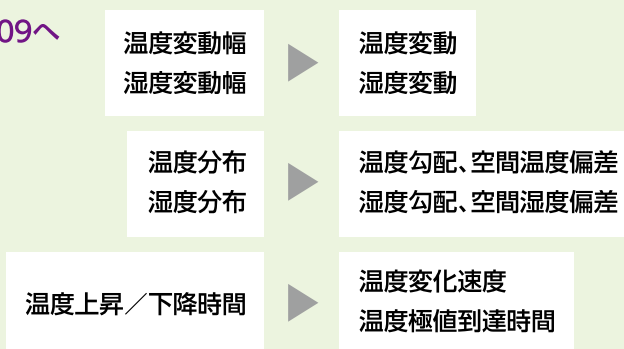 09へ
温度変動幅
湿度変動幅
温度変動
湿度変動
温度分布
湿度分布
温度勾配、空間温度偏差
湿度勾配、空間湿度偏差
温度上昇／下降時間
温度変化速度
温度極値到達時間